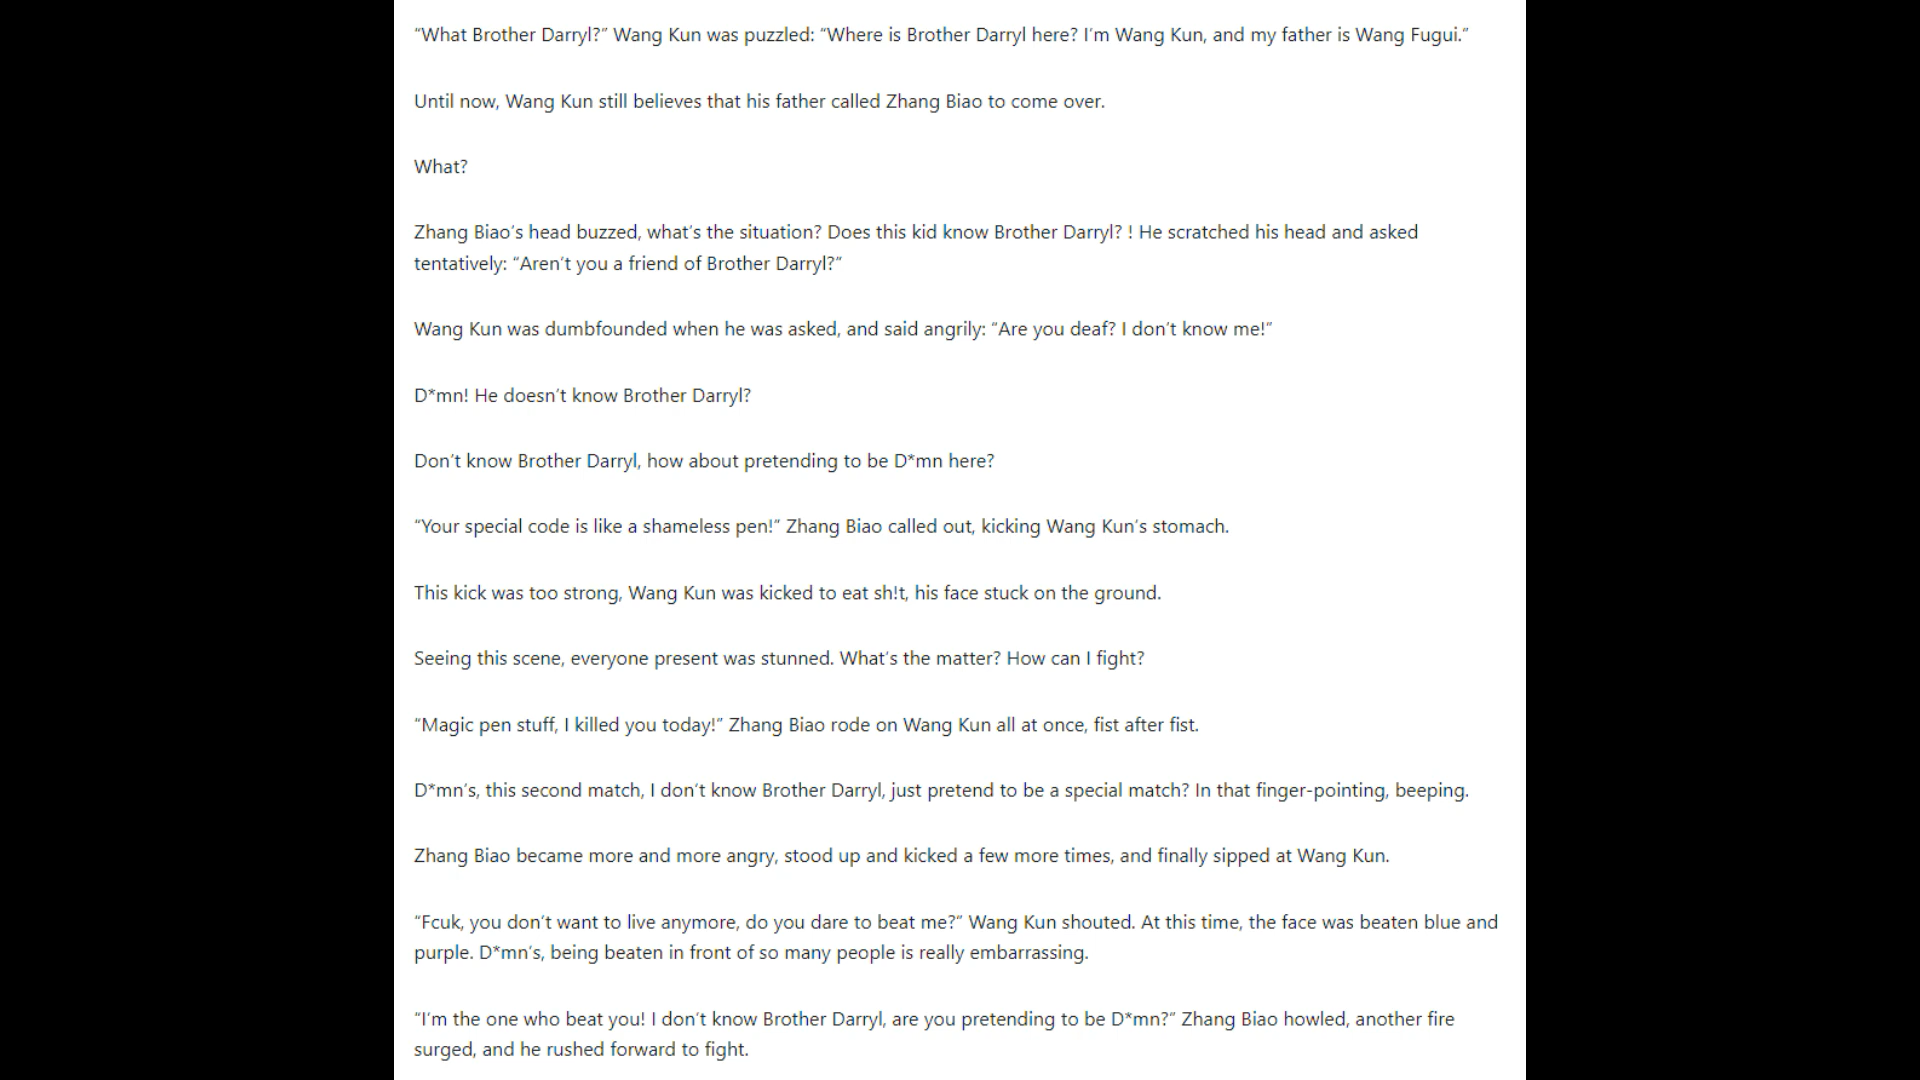 “What Brother Darryl?” Wang Kun was puzzled: “Where is Brother Darryl here? I’m Wang Kun, and my father is Wang Fugui.”
Until now, Wang Kun still believes that his father called Zhang Biao to come over.
What?
Zhang Biao’s head buzzed, what’s the situation? Does this kid know Brother Darryl? ! He scratched his head and asked
tentatively: “Aren’t you a friend of Brother Darryl?”
Wang Kun was dumbfounded when he was asked, and said angrily: “Are you deaf? I don’t know me!”
D*mn! He doesn’t know Brother Darryl?
Don’t know Brother Darryl, how about pretending to be D*mn here?
“Your special code is like a shameless pen!” Zhang Biao called out, kicking Wang Kun’s stomach.
This kick was too strong, Wang Kun was kicked to eat sh!t, his face stuck on the ground.
Seeing this scene, everyone present was stunned. What’s the matter? How can I fight?
“Magic pen stuff, I killed you today!” Zhang Biao rode on Wang Kun all at once, fist after fist.
D*mn’s, this second match, I don’t know Brother Darryl, just pretend to be a special match? In that finger-pointing, beeping.
Zhang Biao became more and more angry, stood up and kicked a few more times, and finally sipped at Wang Kun.
“Fcuk, you don’t want to live anymore, do you dare to beat me?” Wang Kun shouted. At this time, the face was beaten blue and
purple. D*mn’s, being beaten in front of so many people is really embarrassing.
“I’m the one who beat you! I don’t know Brother Darryl, are you pretending to be D*mn?” Zhang Biao howled, another fire
surged, and he rushed forward to fight.